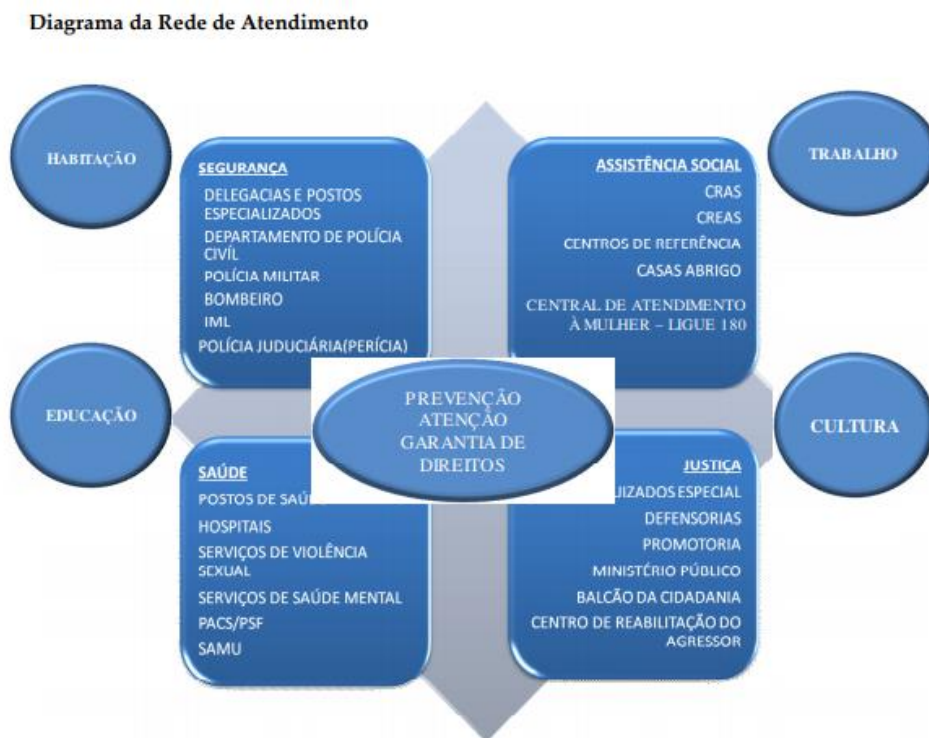 Diagrama da Rede de Atendimento
HABITAÇÃO
SEGURANÇA
DELEGACIAS E POSTOS
ESPECIALIZADOS
DEPARTAMENTO DE POLÍCIA
CIVÍL
POLÍCIA MILITAR
BOMBEIRO
IML
POLÍCIA JUDUCIÁRIA(PERÍCIA)
ASSISTÊNCIA SOCIAL
CRAS
CREAS
CENTROS DE REFERÊNCIA
CASAS ABRIGO
CENTRAL DE ATENDIMENTO
À MULHER – LIGUE 180
TRABALHO
EDUCAÇÃO
PREVENÇÃO
ATENÇÃO
GARANTIA DE
DIREITOS
CULTURA
SAÚDE
POSTOS DE
HOSPITAIS
SERVIÇOS DE VIOLÊNCIA
SEXUAL
SERVIÇOS DE SAÚDE MENTAL
PACS/PSF
SAMU
JUSTIÇA
ESPECIAL
DEFENSORIAS
PROMOTORIA
MINISTÉRIO PÚBLICO
BALCÃO DA CIDADANIA
CENTRO DE REABILITAÇÃO DO
AGRESSOR